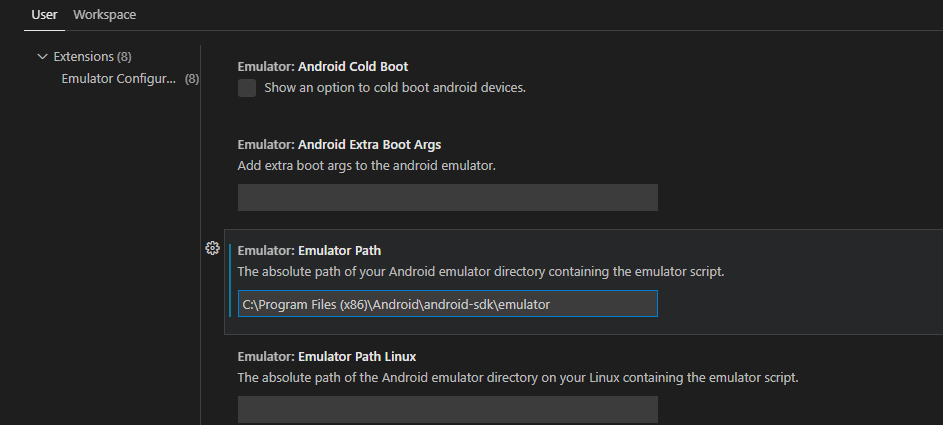 User Workspace
Extensions (8)
Emulator Configur... (8)
Emulator: Android Cold Boot
Show an option to cold boot android devices.
Emulator: Android Extra Boot Args
Add extra boot args to the android emulator.
Emulator: Emulator Path
The absolute path of your Android emulator directory containing the emulator script.
C:\Program Files (x86)\Android\android-sdk\emulator
Emulator: Emulator Path Linux
The absolute path of the Android emulator directory on your Linux containing the emulator script.